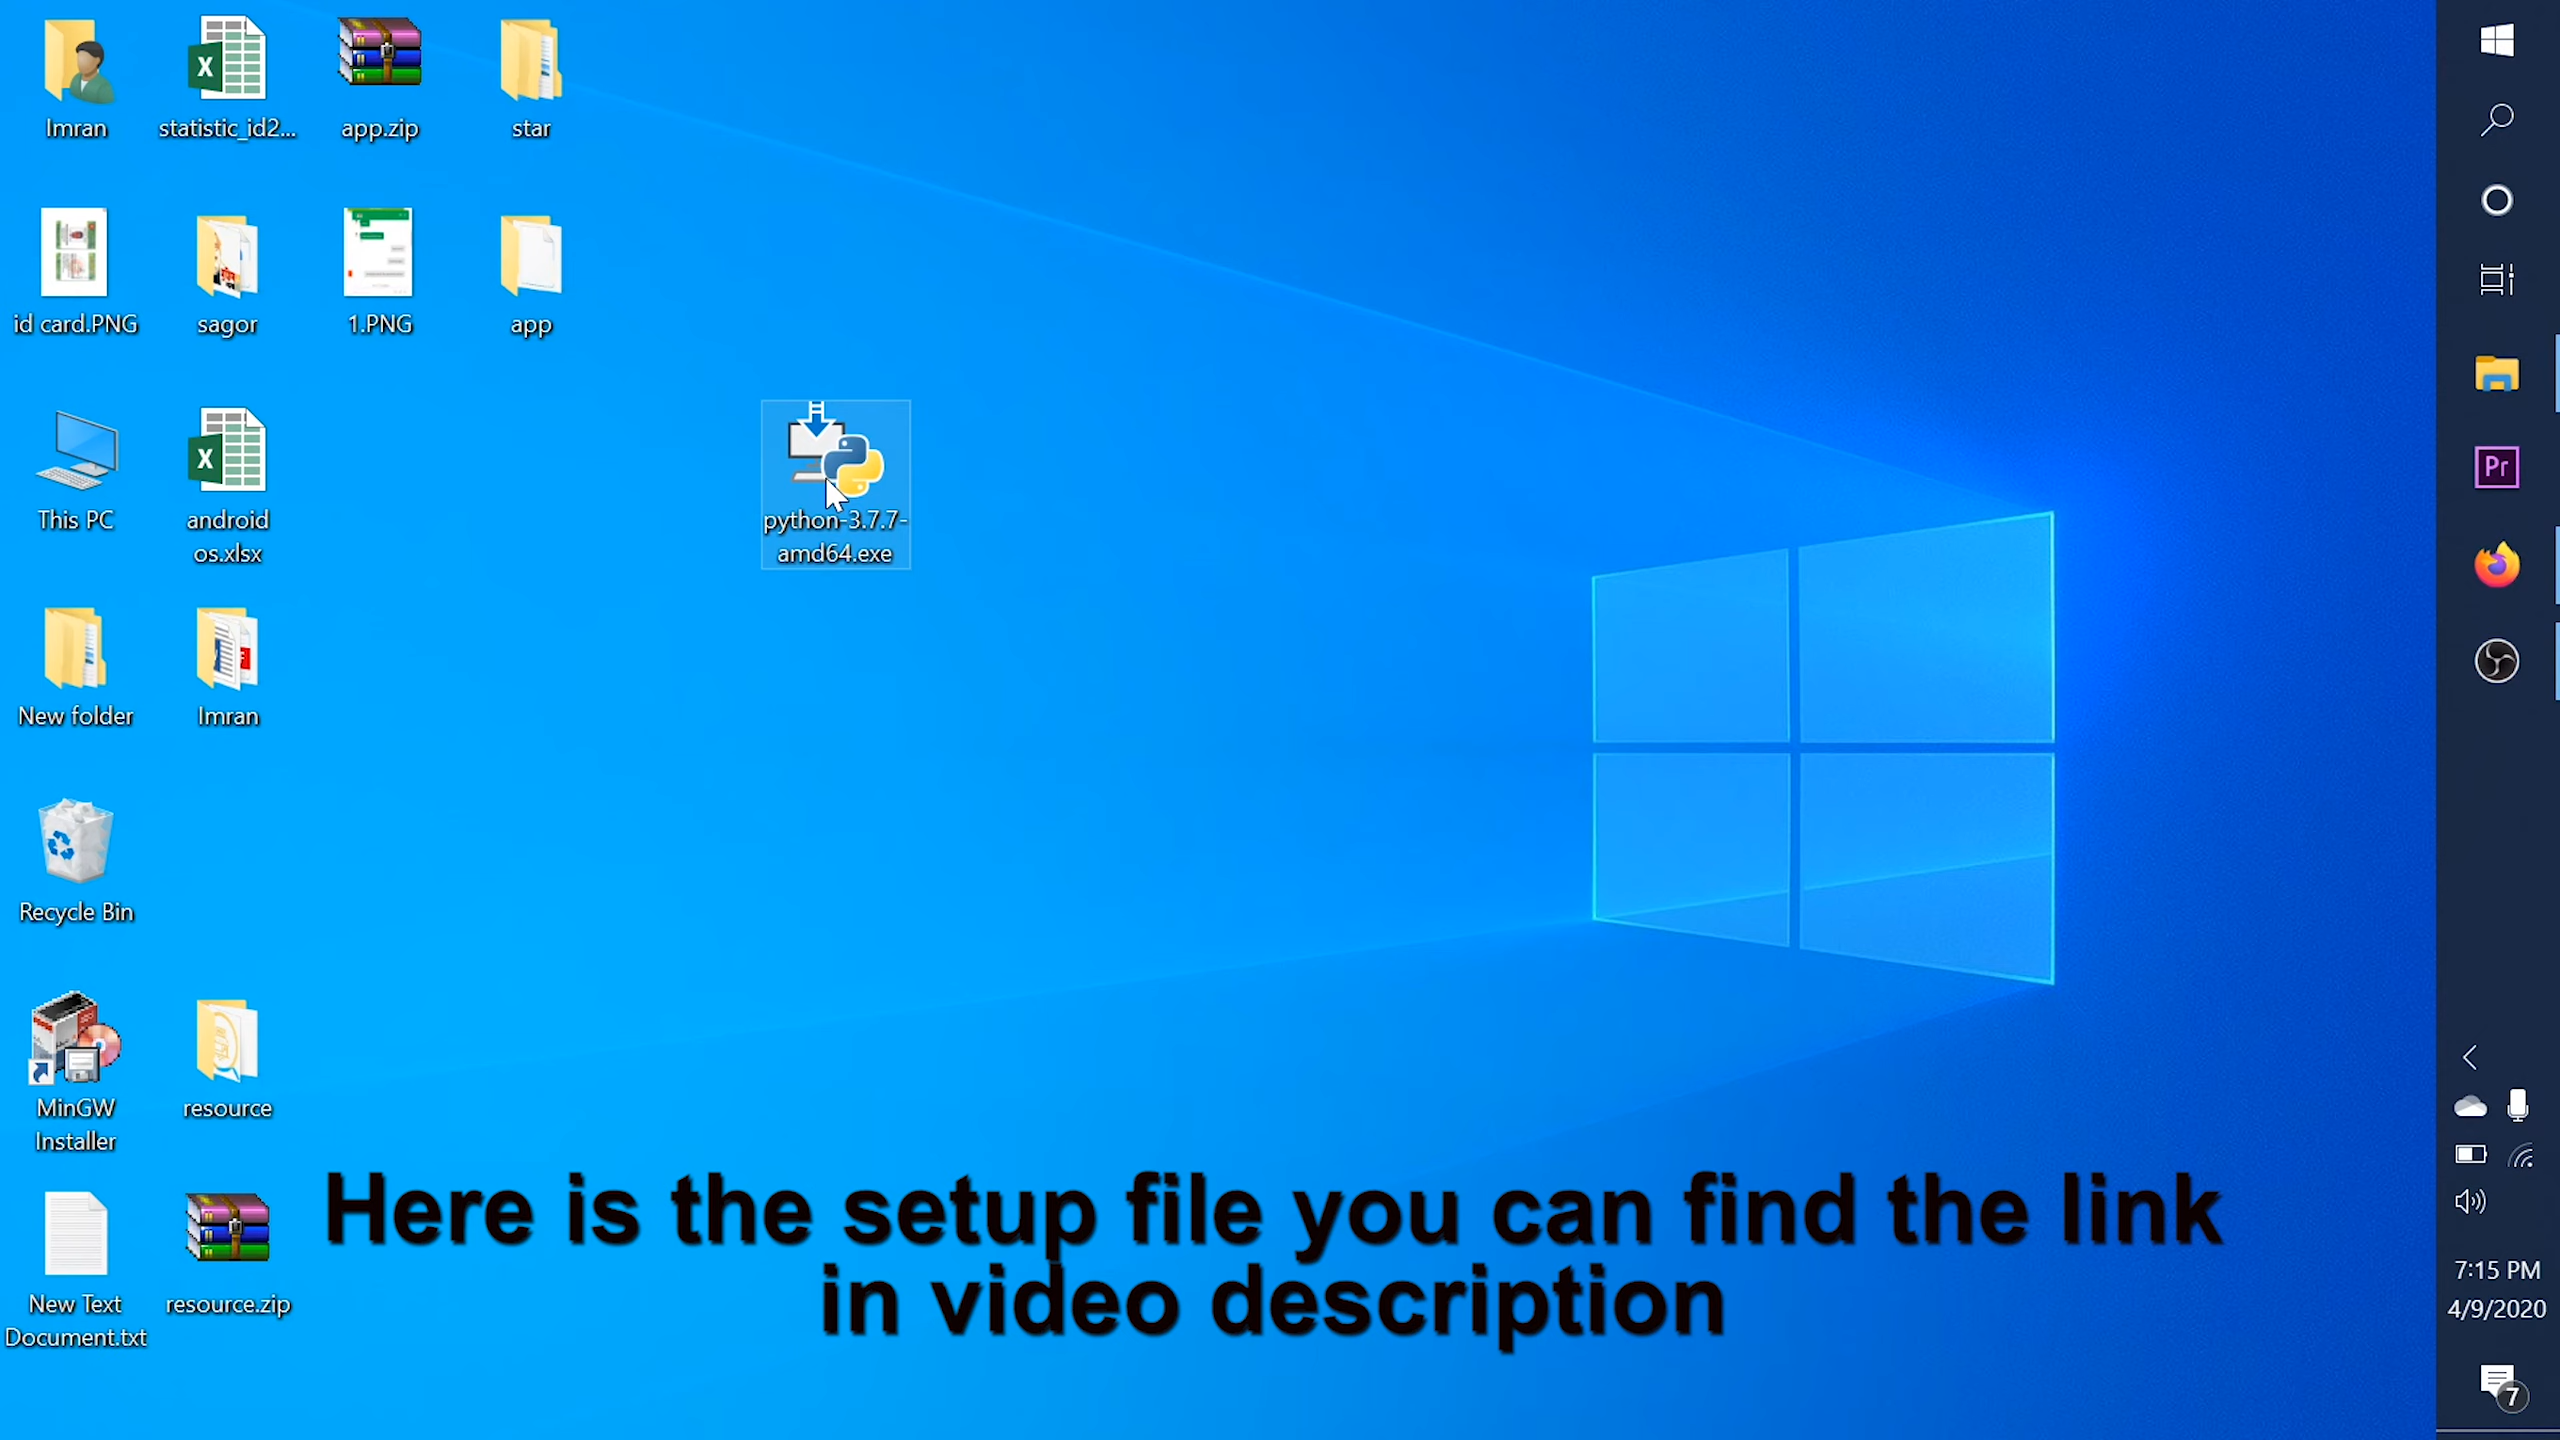 Imran
statistic_id2...
app.zip
star
id card.PNG
sagor
1.PNG
app
This PC
android
os.xlsx
python-3.7.7-
amd64.exe
Pr
New folder
Imran
Recycle Bin
MinGW
Installer
resource
New Text
Document.txt
resource.zip
Here is the setup file you can find the link
in video description
7:15 PM
4/9/2020
7